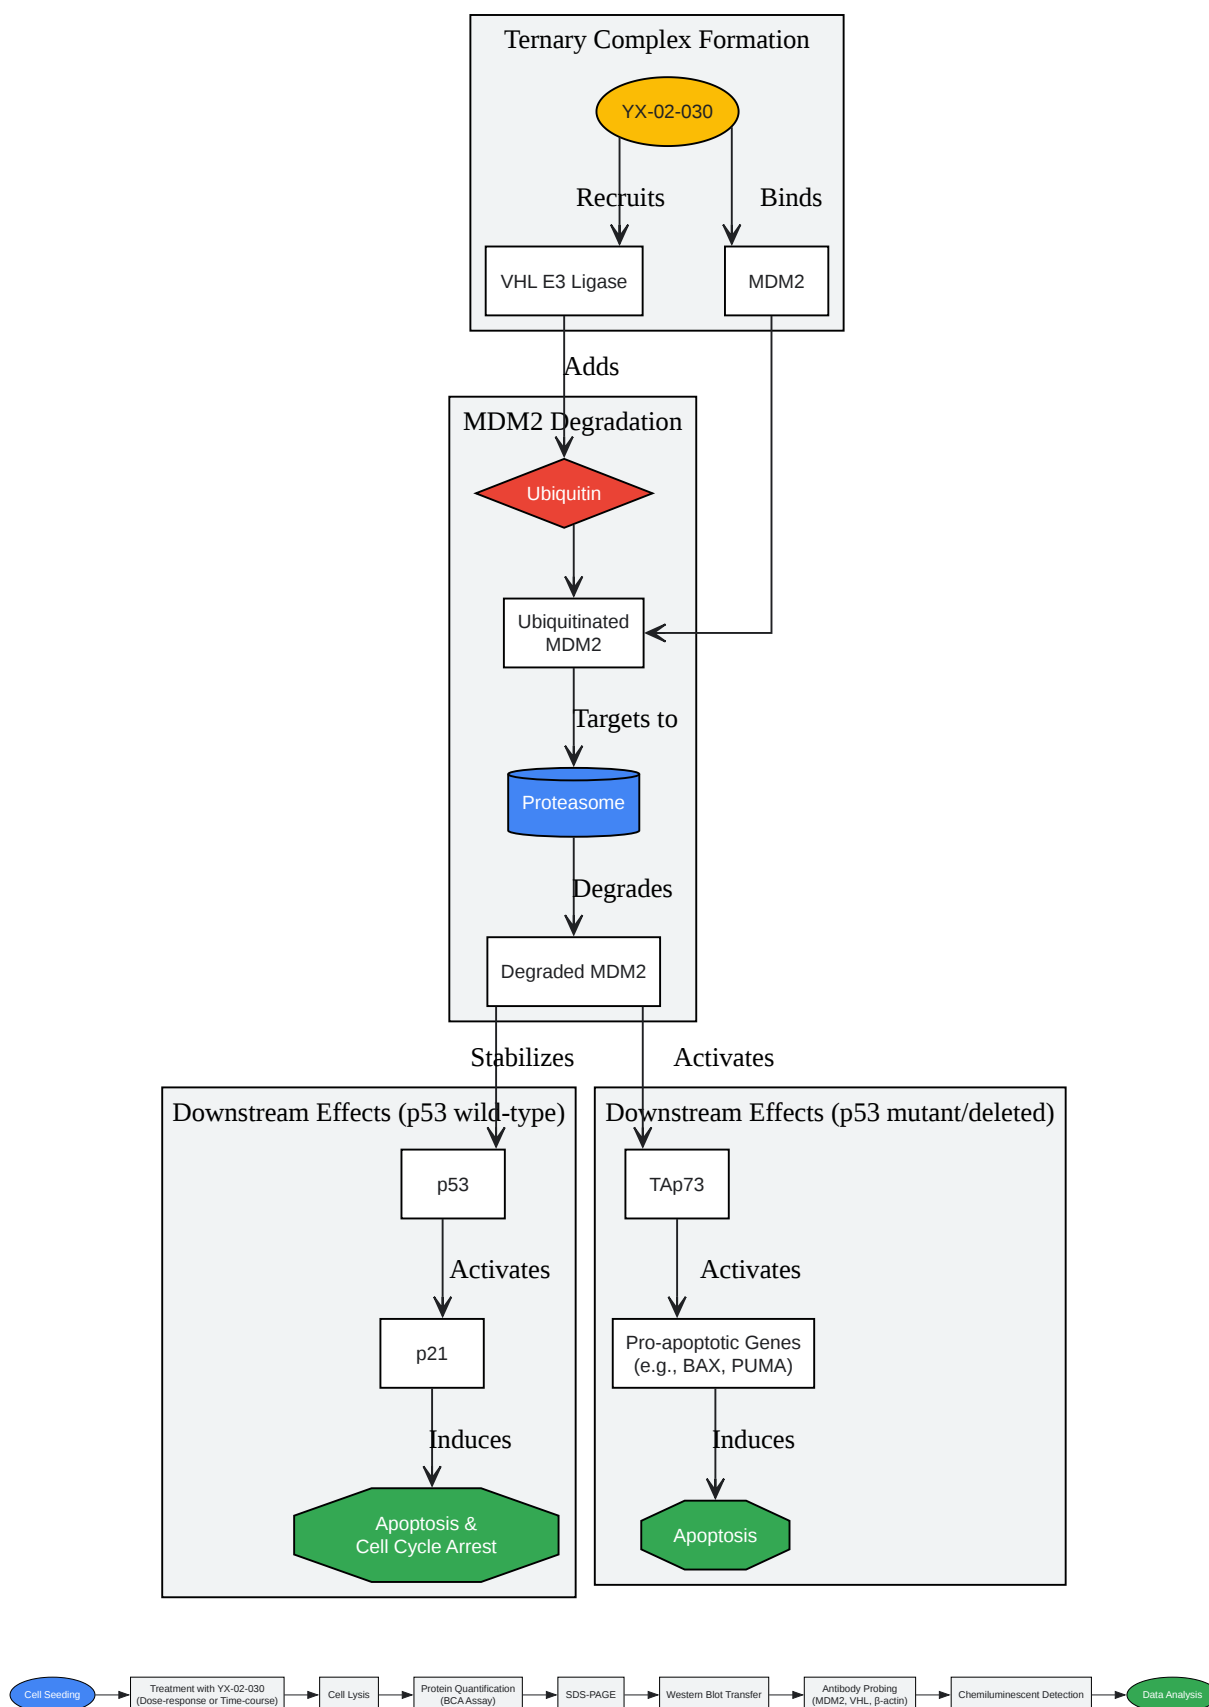 Ternary Complex Formation
YX-02-030
Recruits
Binds
VHL E3 Ligase
MDM2
Adds
MDM2 Degradation
Ubiquitin
Ubiquitinated
MDM2
Targets to
Proteasome
Degrades
Degraded MDM2
Stabilizes
Activates
Downstream Effects (p53 wild-type)
Downstream Effects (p53 mutant/deleted)
p53
TAp73
Activates
Activates
p21
Pro-apoptotic Genes
(e.g., BAX, PUMA)
Induces
Induces
Apoptosis &
Cell Cycle Arrest
Apoptosis
Cell Seeding
Treatment with YX-02-030
(Dose-response or Time-course)
Cell Lysis
Protein Quantification
(BCA Assay)
SDS-PAGE
Western Blot Transfer
Antibody Probing
(MDM2, VHL, β-actin)
Chemiluminescent Detection
Data Analysis